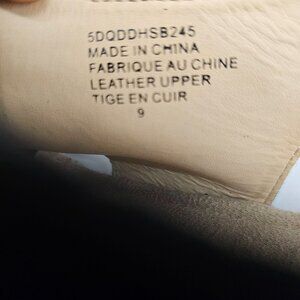 5DQDDHSB245
MADE IN CHINA
FABRIQUE AU CHINE
LEATHER UPPER
TIGE EN CUIR
9